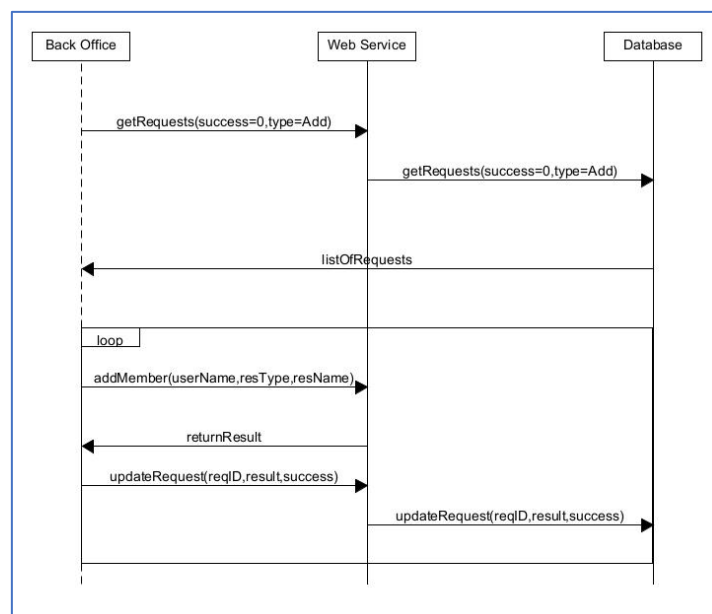 Back Office
Web Service
Database
getRequests(success=0,type=Add)
getRequests(success=0,type=Add)
listOfRequests
loop
addMember(userName,resType,resName)
returnResult
updateRequest(reqID,result,success)
updateRequest(reqID,result,success)